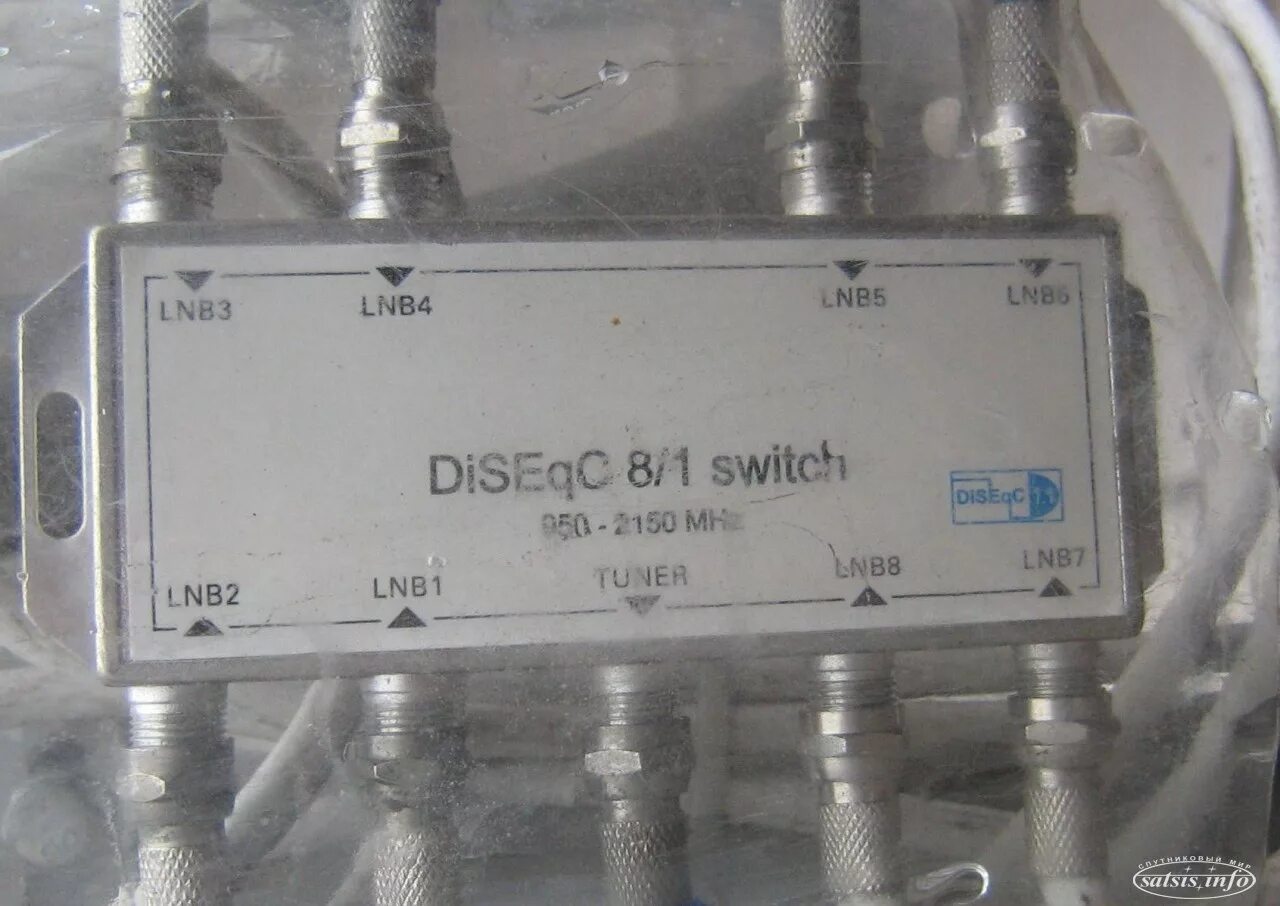 LNB3 LNB4 LNB5 LNB6
DiSEqC 8/1 switch
950 - 2150 MHz
DiSEqC
LNB2 LNB1 TUNER LNB8 LNB7
спутниковый мир
satsis.info